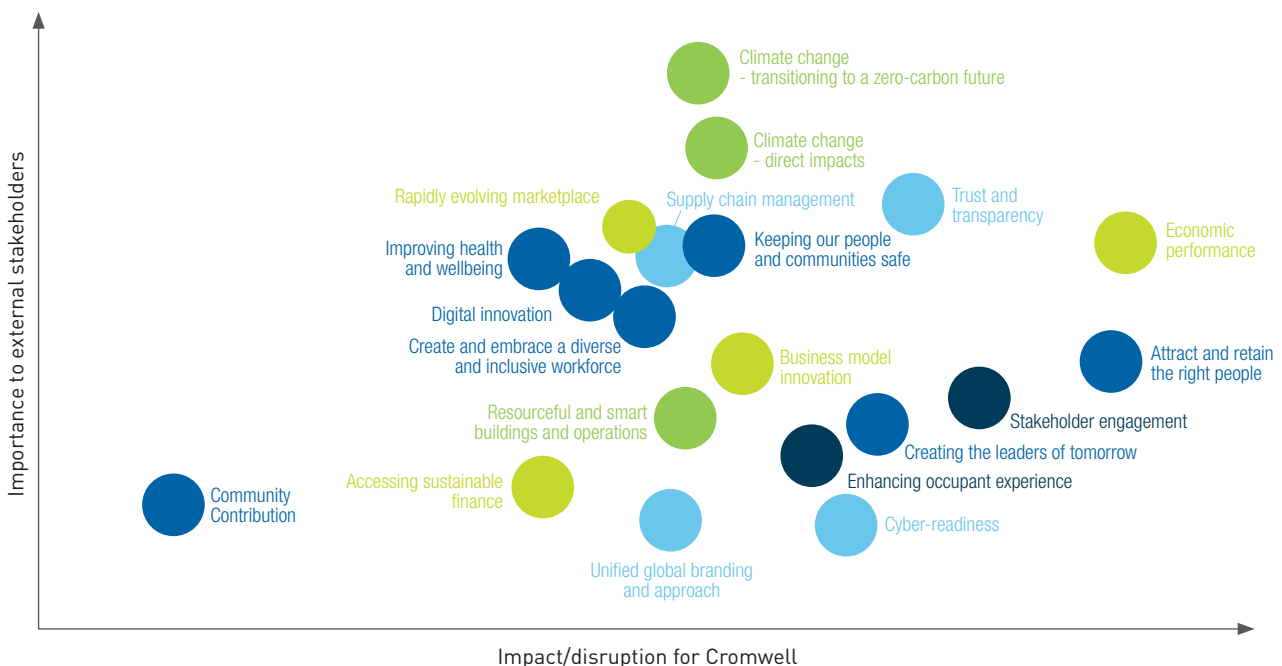 Climate change
- transitioning to a zero-carbon future
Climate change
- direct impacts
Rapidly evolving marketplace
Supply chain management
Trust and
transparency
Improving health
and wellbeing
Keeping our people
and communities safe
Economic
performance
Digital innovation
Create and embrace a diverse
and inclusive workforce
Business model
innovation
Attract and retain
the right people
Resourceful and smart
buildings and operations
Stakeholder engagement
Creating the leaders of tomorrow
Accessing sustainable
finance
Enhancing occupant experience
Community
Contribution
Cyber-readiness
Unified global branding
and approach
Importance to external stakeholders
Impact/disruption for Cromwell